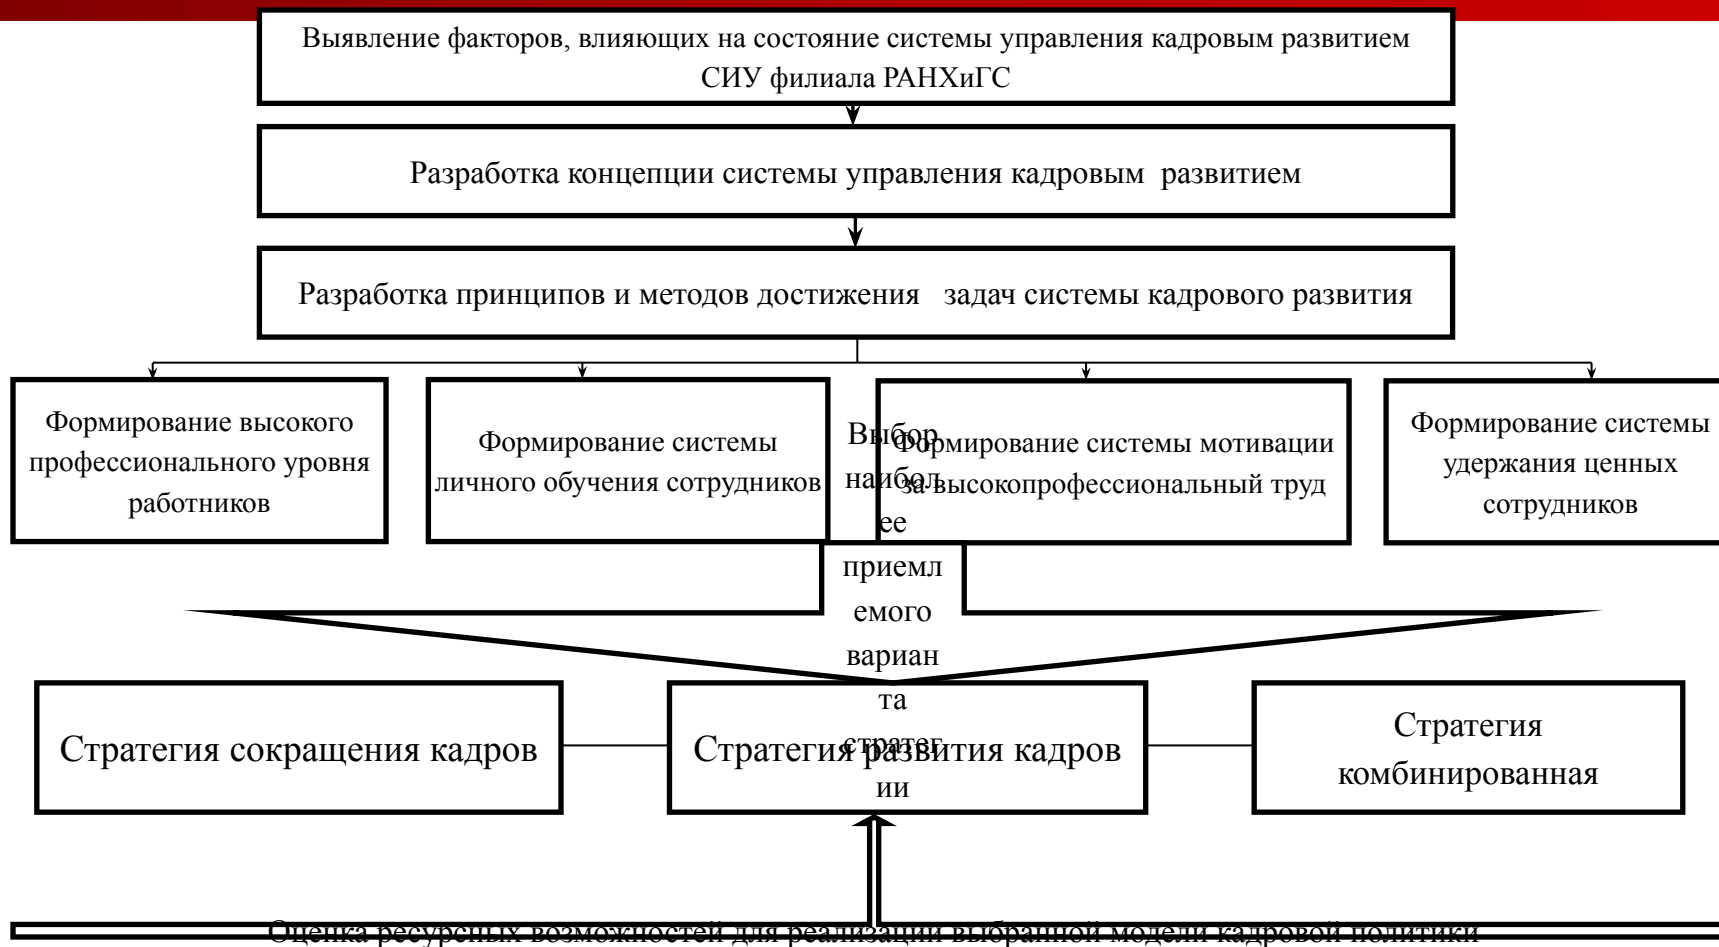 Выявление факторов, влияющих на состояние системы управления кадровым развитием
СИУ филиала РАНХиГС
Разработка концепции системы управления кадровым развитием
Разработка принципов и методов достижения задач системы кадрового развития
Формирование высокого
профессионального уровня
работников
Формирование системы
личного обучения сотрудников
Формирование системы мотивации
за высокопрофессиональный труд
Формирование системы
удержания ценных
сотрудников
Выбор
наибол
ее
приемл
емого
вариан
та
стратег
ии
Стратегия сокращения кадров
Стратегия развития кадров
Стратегия
комбинированная
Оценка ресурсных возможностей для реализации выбранной модели кадровой политики